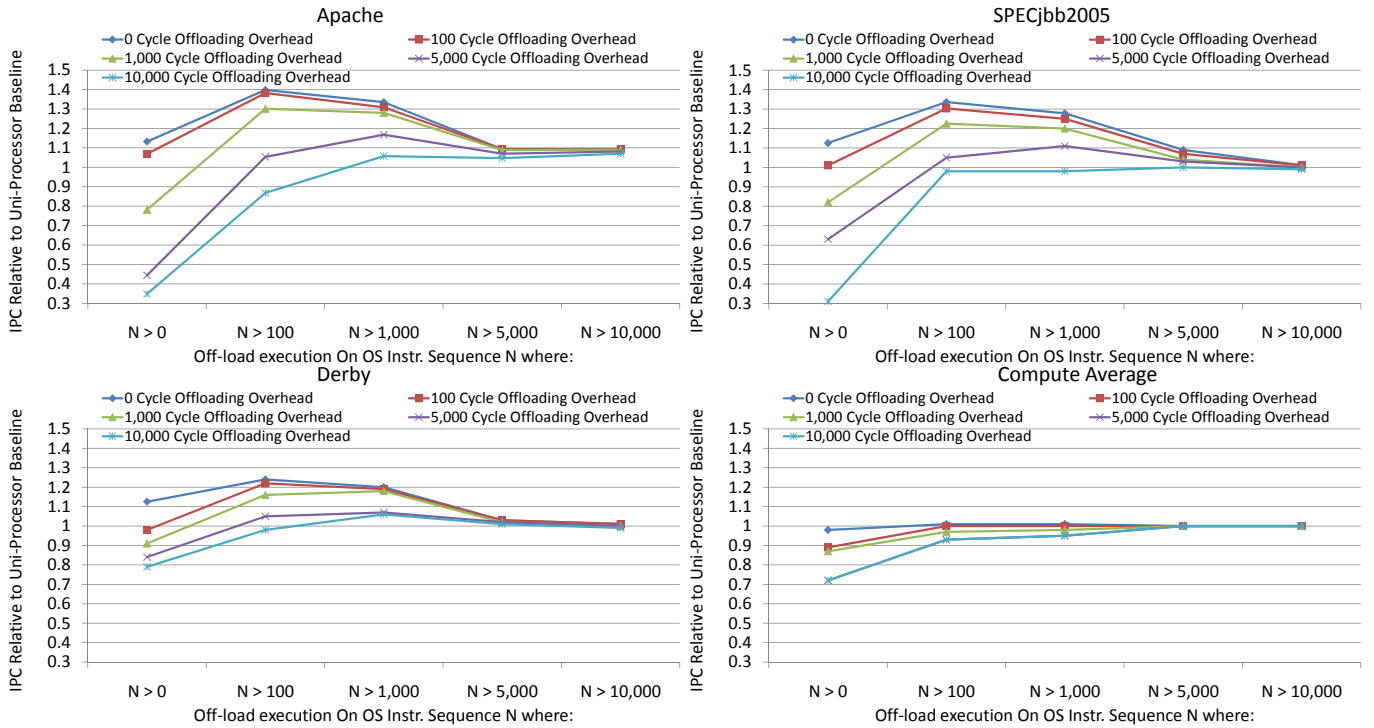 Apache
0 Cycle Offloading Overhead
100 Cycle Offloading Overhead
1,000 Cycle Offloading Overhead
5,000 Cycle Offloading Overhead
10,000 Cycle Offloading Overhead
IPC Relative to Uni-Processor Baseline
1.5
1.4
1.3
1.2
1.1
1
0.9
0.8
0.7
0.6
0.5
0.4
0.3
N > 0
N > 100
N > 1,000
N > 5,000
N > 10,000
Off-load execution On OS Instr. Sequence N where:
SPECjbb2005
0 Cycle Offloading Overhead
100 Cycle Offloading Overhead
1,000 Cycle Offloading Overhead
5,000 Cycle Offloading Overhead
10,000 Cycle Offloading Overhead
IPC Relative to Uni-Processor Baseline
1.5
1.4
1.3
1.2
1.1
1
0.9
0.8
0.7
0.6
0.5
0.4
0.3
N > 0
N > 100
N > 1,000
N > 5,000
N > 10,000
Off-load execution On OS Instr. Sequence N where:
Derby
0 Cycle Offloading Overhead
100 Cycle Offloading Overhead
1,000 Cycle Offloading Overhead
5,000 Cycle Offloading Overhead
10,000 Cycle Offloading Overhead
IPC Relative to Uni-Processor Baseline
1.5
1.4
1.3
1.2
1.1
1
0.9
0.8
0.7
0.6
0.5
0.4
0.3
N > 0
N > 100
N > 1,000
N > 5,000
N > 10,000
Off-load execution On OS Instr. Sequence N where:
Compute Average
0 Cycle Offloading Overhead
100 Cycle Offloading Overhead
1,000 Cycle Offloading Overhead
5,000 Cycle Offloading Overhead
10,000 Cycle Offloading Overhead
IPC Relative to Uni-Processor Baseline
1.5
1.4
1.3
1.2
1.1
1
0.9
0.8
0.7
0.6
0.5
0.4
0.3
N > 0
N > 100
N > 1,000
N > 5,000
N > 10,000
Off-load execution On OS Instr. Sequence N where: